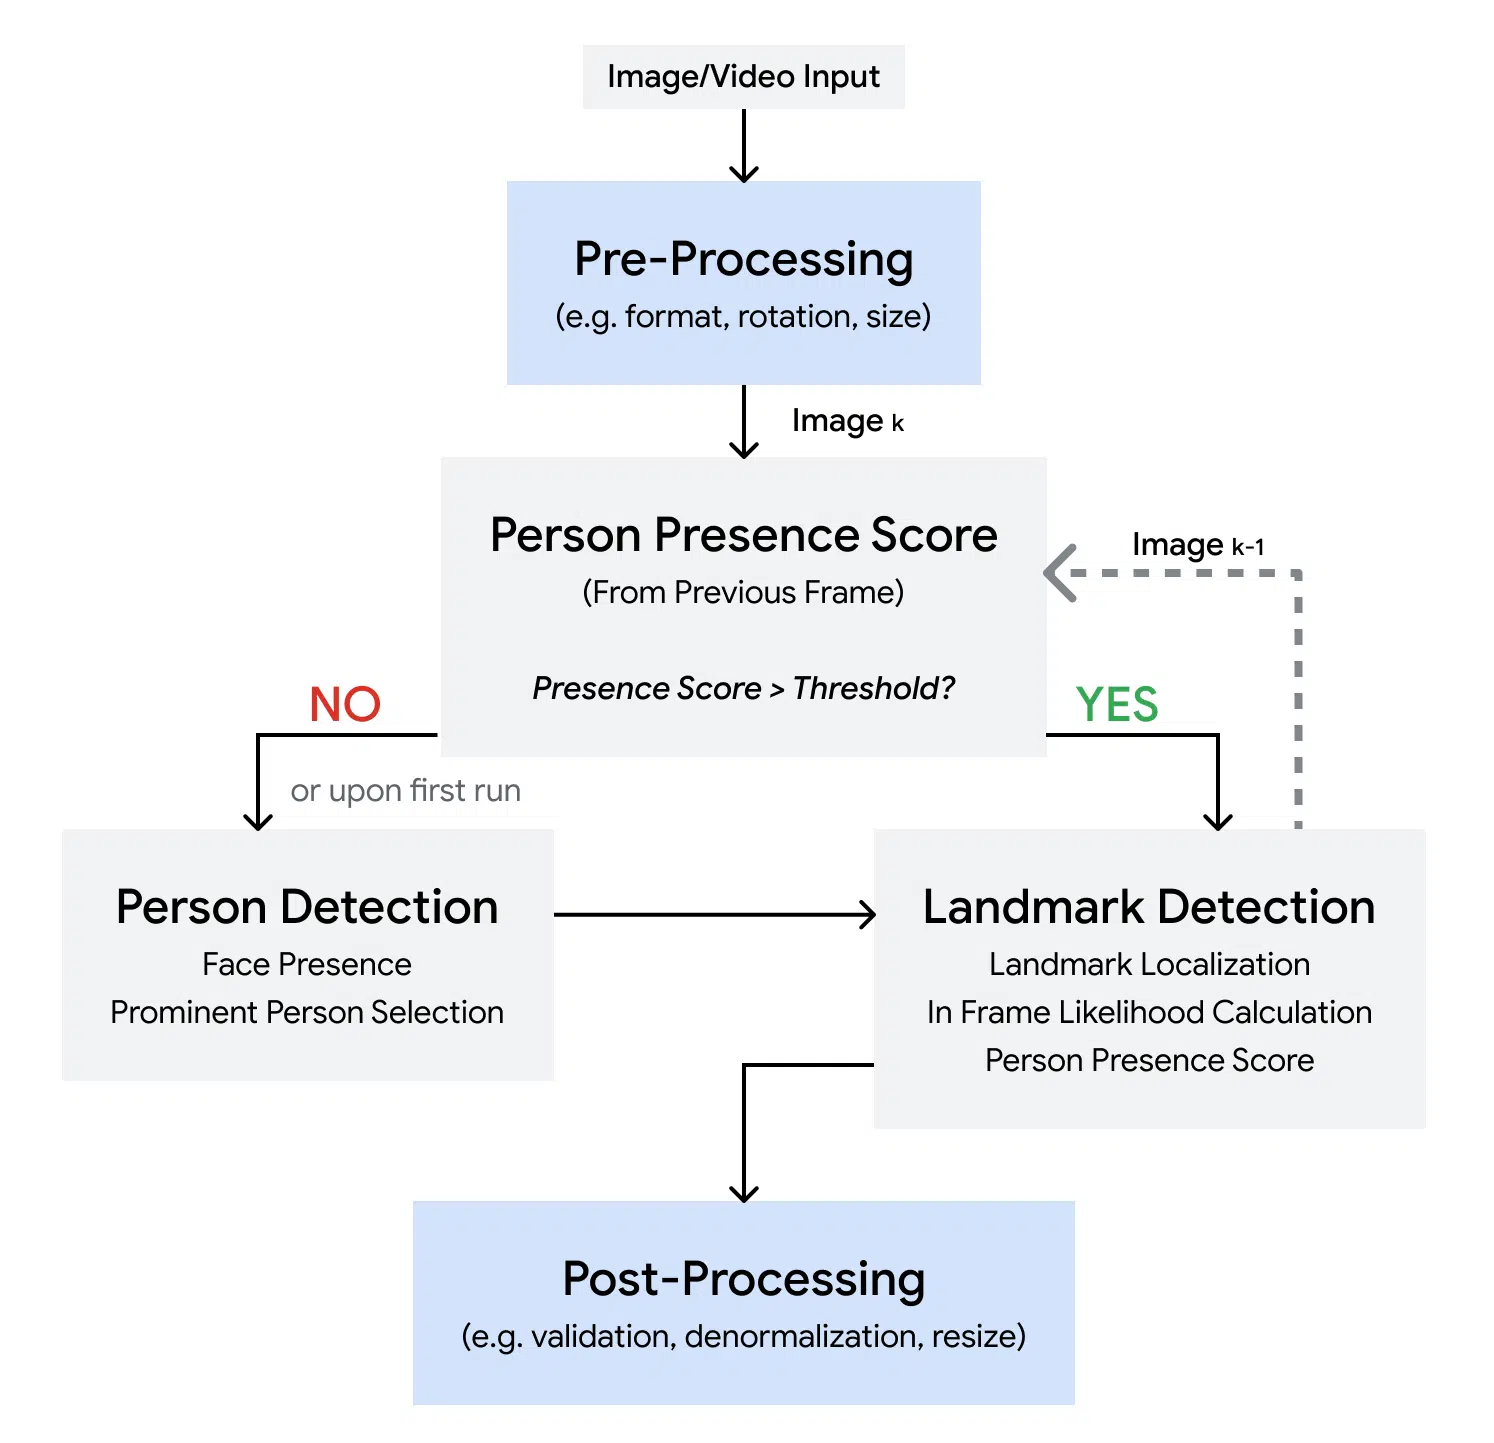 Image/Video Input
Pre-Processing
(e.g. format, rotation, size)
Image k
Person Presence Score
(From Previous Frame)
Image k-1
Presence Score > Threshold?
NO
YES
or upon first run
Person Detection
Face Presence
Prominent Person Selection
Landmark Detection
Landmark Localization
In Frame Likelihood Calculation
Person Presence Score
Post-Processing
(e.g. validation, denormalization, resize)